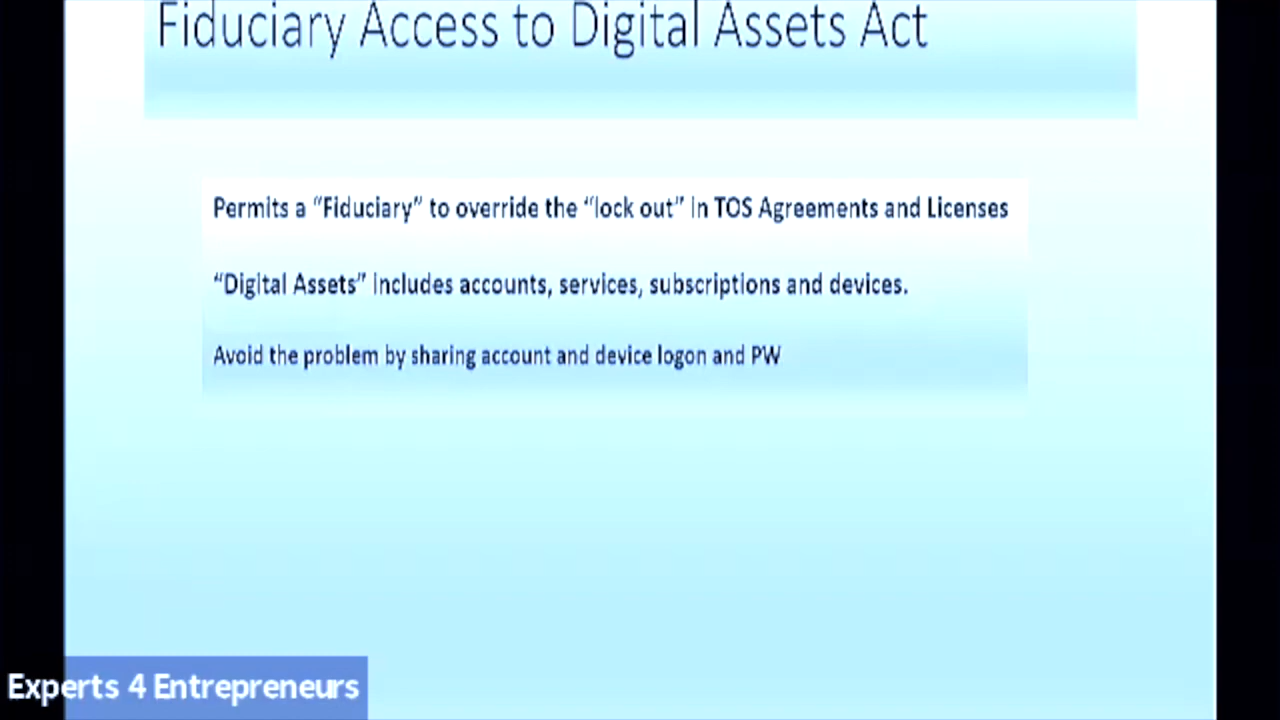 Fiduciary Access to Digital Assets Act
Permits a “Fiduciary” to override the “lock out” in TOS Agreements and Licenses
“Digital Assets” includes accounts, services, subscriptions and devices.
Avoid the problem by sharing account and device logon and PW
Experts 4 Entrepreneurs